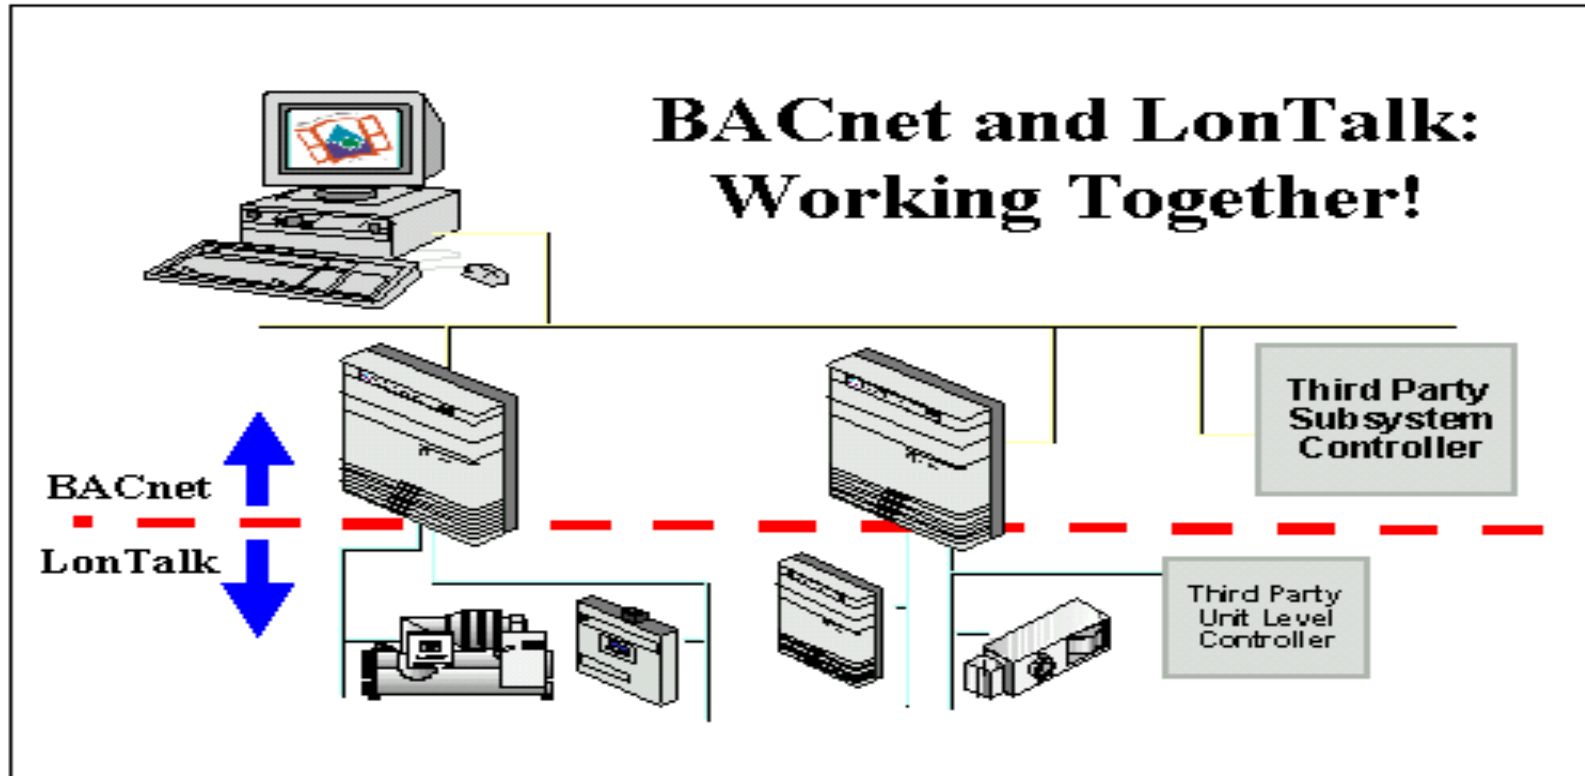 BACnet and LonTalk:
Working Together!
Third Party
Subsystem
Controller
BACnet
LonTalk
Third Party
Unit Level
Controller